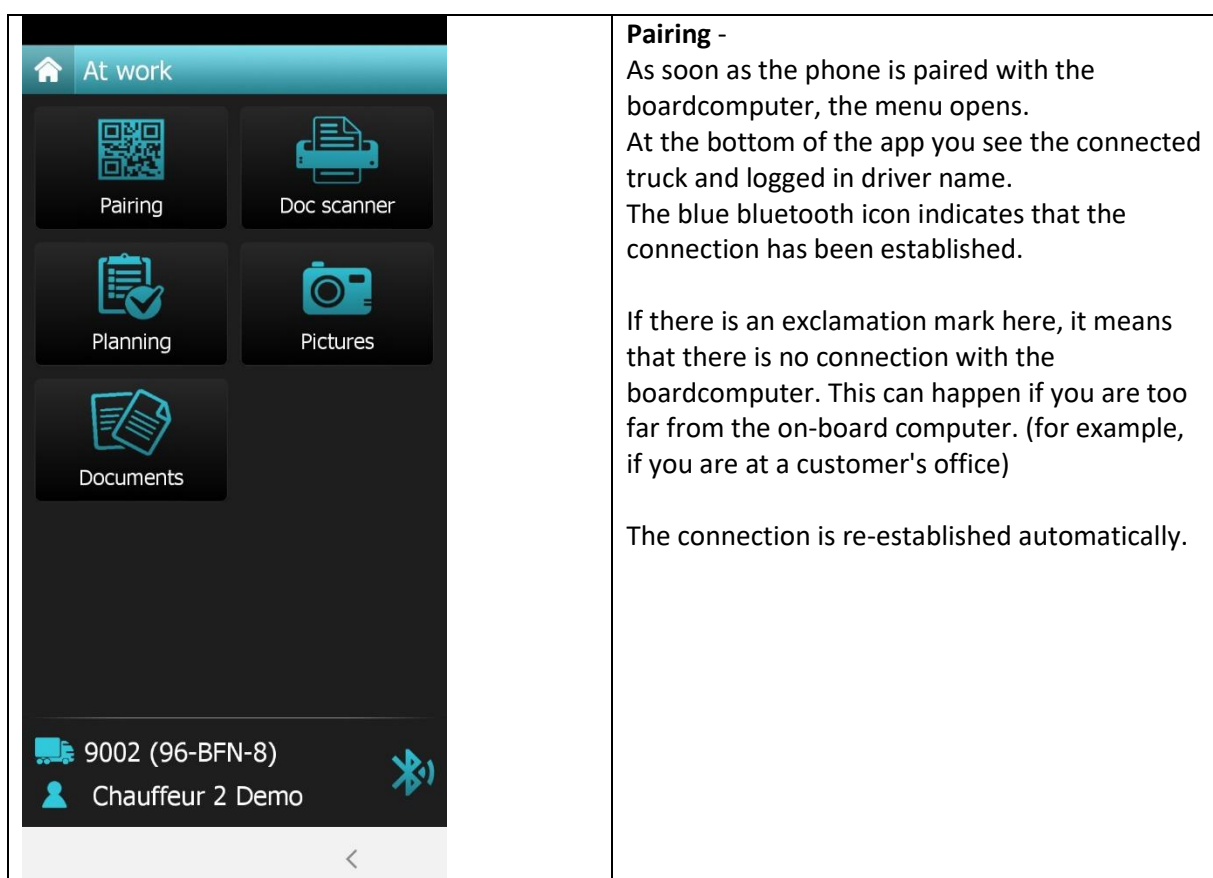 At work
Pairing
Doc scanner
Planning
Pictures
Documents
9002 (96-BFN-8)
Chauffeur 2 Demo
Pairing -
As soon as the phone is paired with the
boardcomputer, the menu opens.
At the bottom of the app you see the connected
truck and logged in driver name.
The blue bluetooth icon indicates that the
connection has been established.
If there is an exclamation mark here, it means
that there is no connection with the
boardcomputer. This can happen if you are too
far from the on-board computer. (for example,
if you are at a customer's office)
The connection is re-established automatically.